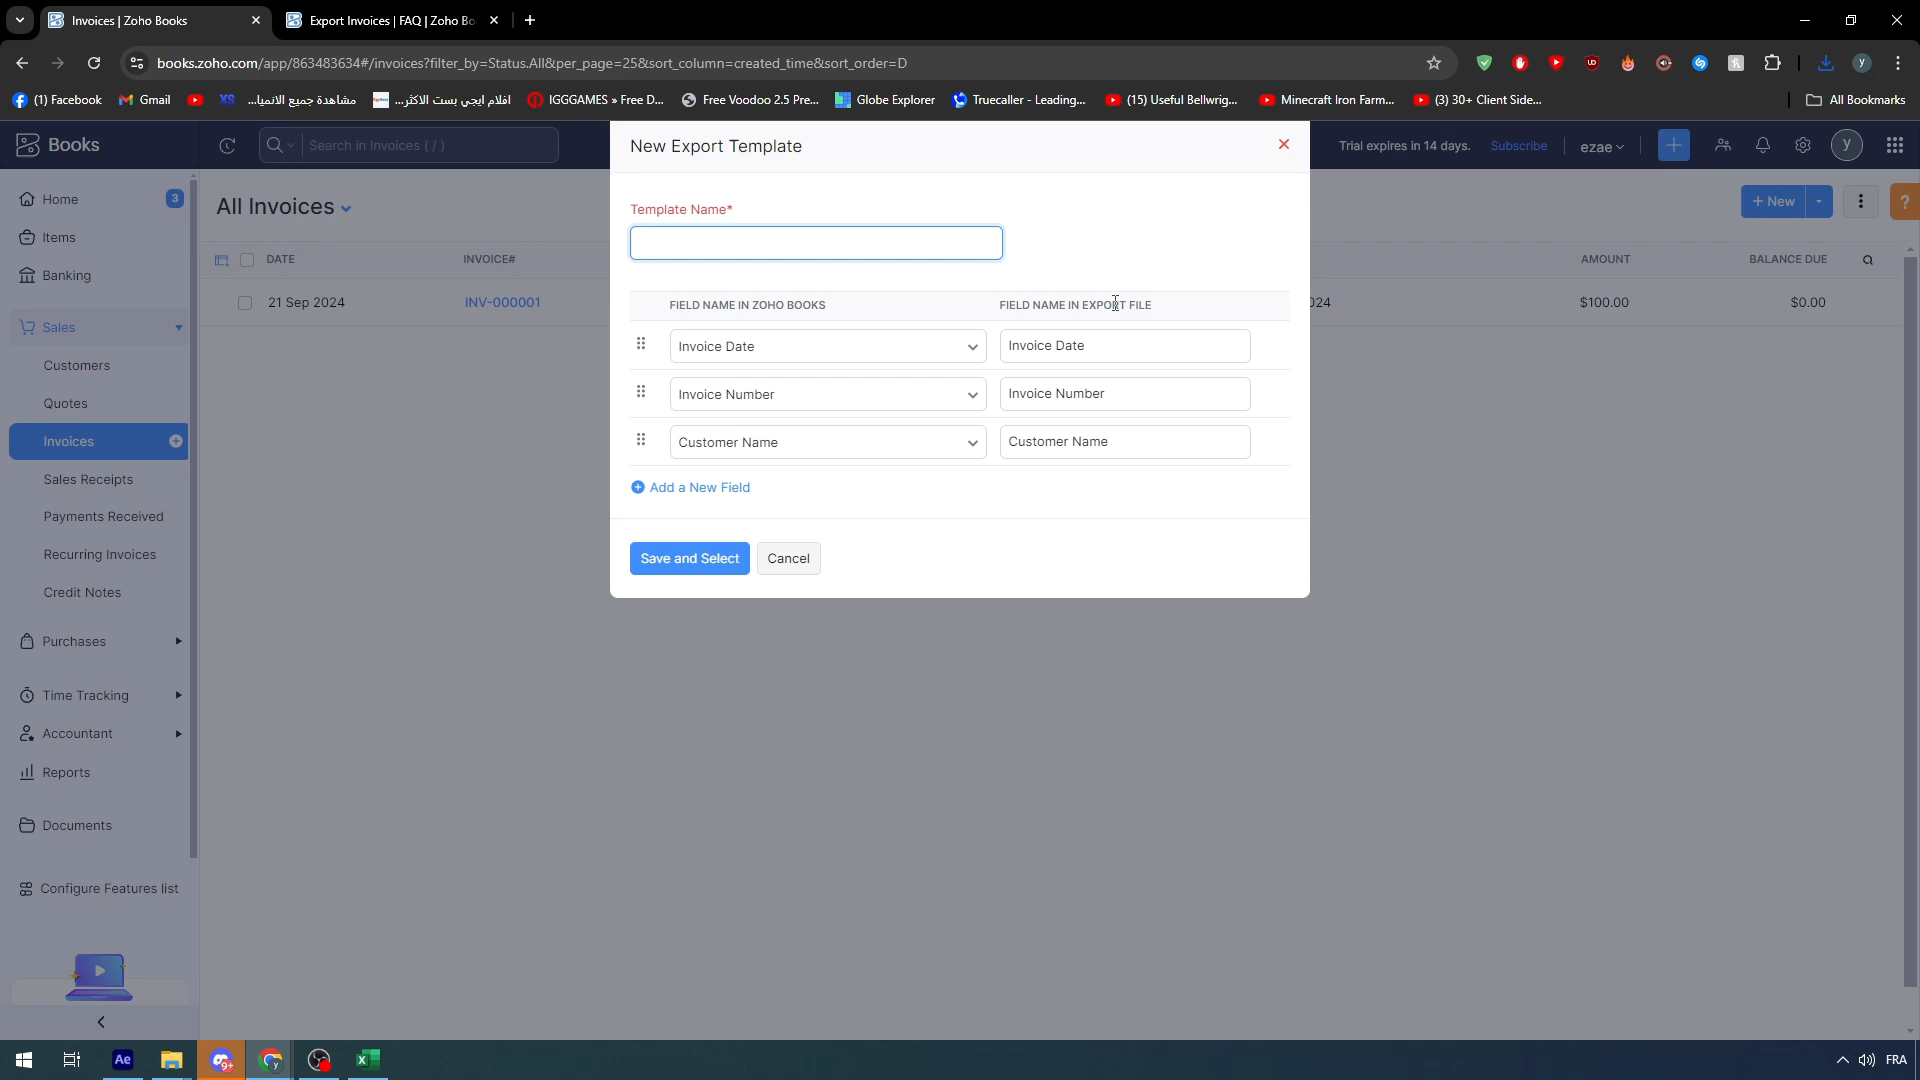 Invoices | Zoho Books
Export Invoices | FAQ | Zoho Bo
books.zoho.com/app/863483634#/invoices?filter_by=Status.All&per_page=25&sort_column=created_time&sort_order=D
(1) Facebook
Gmail
مشاهدة جميع الانميا...
افلام ايجي بست الاكثر...
IGGGAMES » Free D...
Free Voodoo 2.5 Pre...
Globe Explorer
Truecaller - Leading...
(15) Useful Bellwrig...
Minecraft Iron Farm...
(3) 30+ Client Side...
All Bookmarks
Books
Search in Invoices ( / )
New Export Template
Trial expires in 14 days.
Subscribe
ezae
y
Home
3
Items
Banking
Sales
Customers
Quotes
Invoices
Sales Receipts
Payments Received
Recurring Invoices
Credit Notes
Purchases
Time Tracking
Accountant
Reports
Documents
Configure Features list
All Invoices
+ New
?
DATE
INVOICE#
AMOUNT
BALANCE DUE
21 Sep 2024
INV-000001
024
$100.00
$0.00
Template Name*
FIELD NAME IN ZOHO BOOKS
FIELD NAME IN EXPORT FILE
Invoice Date
Invoice Date
Invoice Number
Invoice Number
Customer Name
Customer Name
Add a New Field
Save and Select
Cancel
Ae
9+
FRA